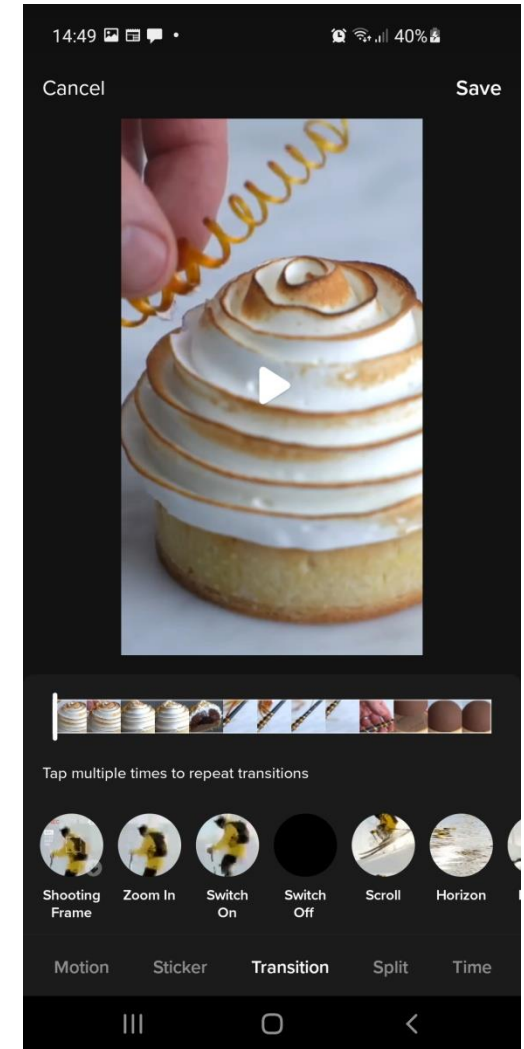 14:49
40%
Cancel
Save
Tap multiple times to repeat transitions
Shooting
Frame
Zoom In
Switch
On
Switch
Off
Scroll
Horizon
Motion
Sticker
Transition
Split
Time